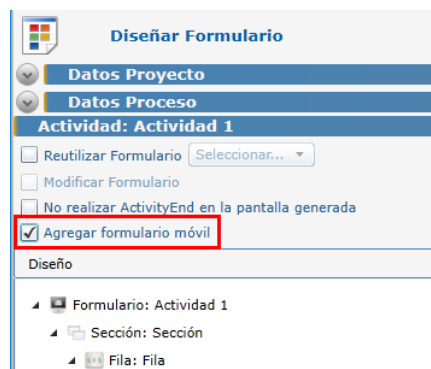 Diseñar Formulario
Datos Proyecto
Datos Proceso
Actividad: Actividad 1
Reutilizar Formulario Seleccionar...
Modificar Formulario
No realizar ActivityEnd en la pantalla generada
Agregar formulario móvil
Diseño
Formulario: Actividad 1
Sección: Sección
Fila: Fila